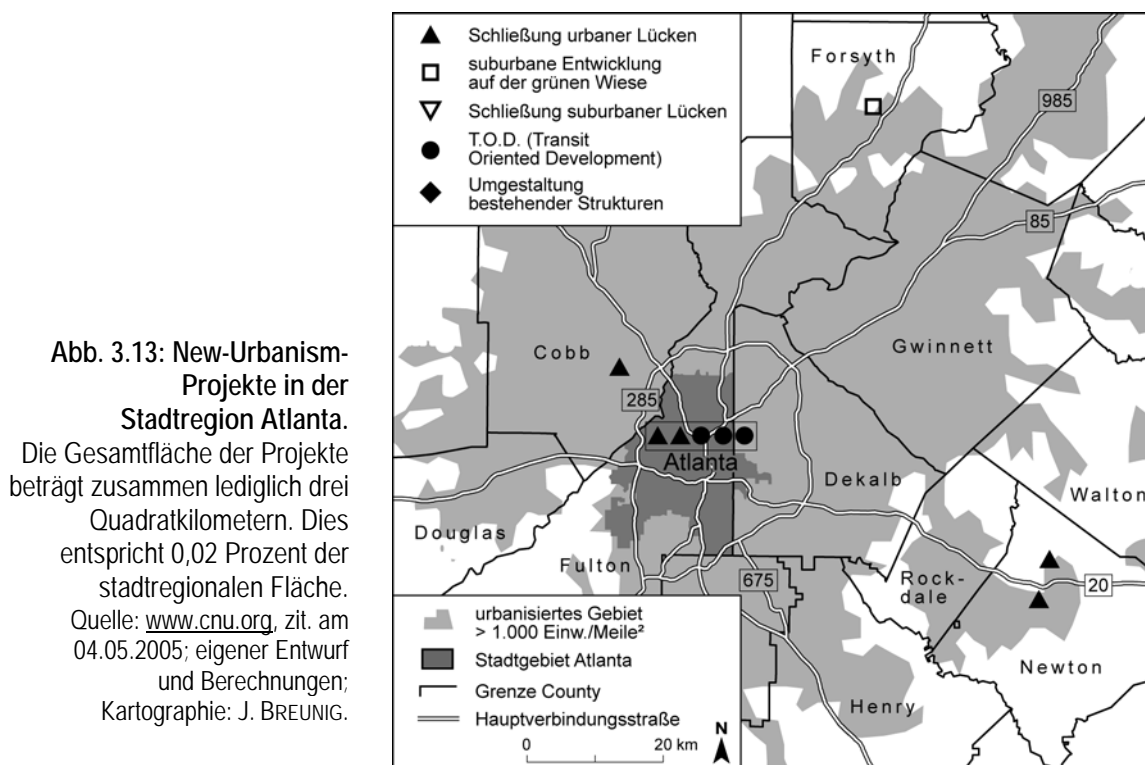 Abb. 3.13: New-Urbanism-
Projekte in der
Stadtregion Atlanta.
Die Gesamtfläche der Projekte
beträgt zusammen lediglich drei
Quadratkilometern. Dies
entspricht 0,02 Prozent der
stadtregionalen Fläche.
Quelle: www.cnu.org, zit. am
04.05.2005; eigener Entwurf
und Berechnungen;
Kartographie: J. BREUNIG.
Schließung urbaner Lücken
suburbane Entwicklung
auf der grünen Wiese
Schließung suburbaner Lücken
T.O.D. (Transit
Oriented Development)
Umgestaltung
bestehender Strukturen
Forsyth
985
85
Cobb
Gwinnett
285
Atlanta
Dekalb
Walton
Douglas
Fulton
675
Rock-
dale
20
Newton
Henry
urbanisiertes Gebiet
> 1.000 Einw./Meile²
Stadtgebiet Atlanta
Grenze County
Hauptverbindungsstraße
0 20 km
N